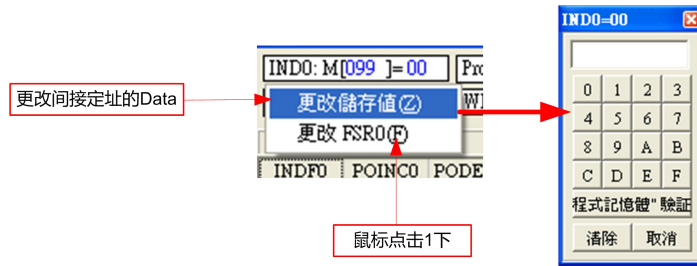 IND0=00
IND0: M[099 ]= 00
Pro
更改间接定址的Data
更改儲存值(Z)
WI
更改 FSR0(F)
INDF0
POINC0
PODE
0 1 2 3
4 5 6 7
8 9 A B
C D E F
程式記憶體" 驗証
清除
取消
鼠标点击1下